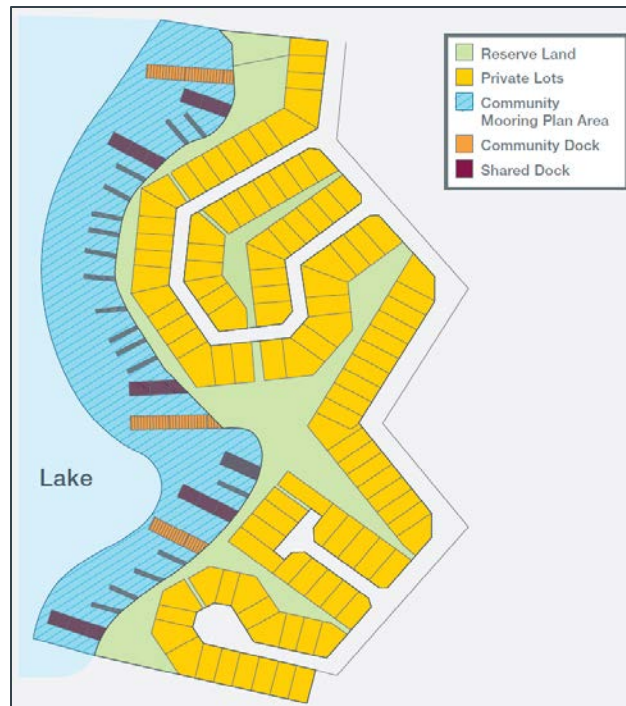 Reserve Land
Private Lots
Community
Mooring Plan Area
Community Dock
Shared Dock
Lake